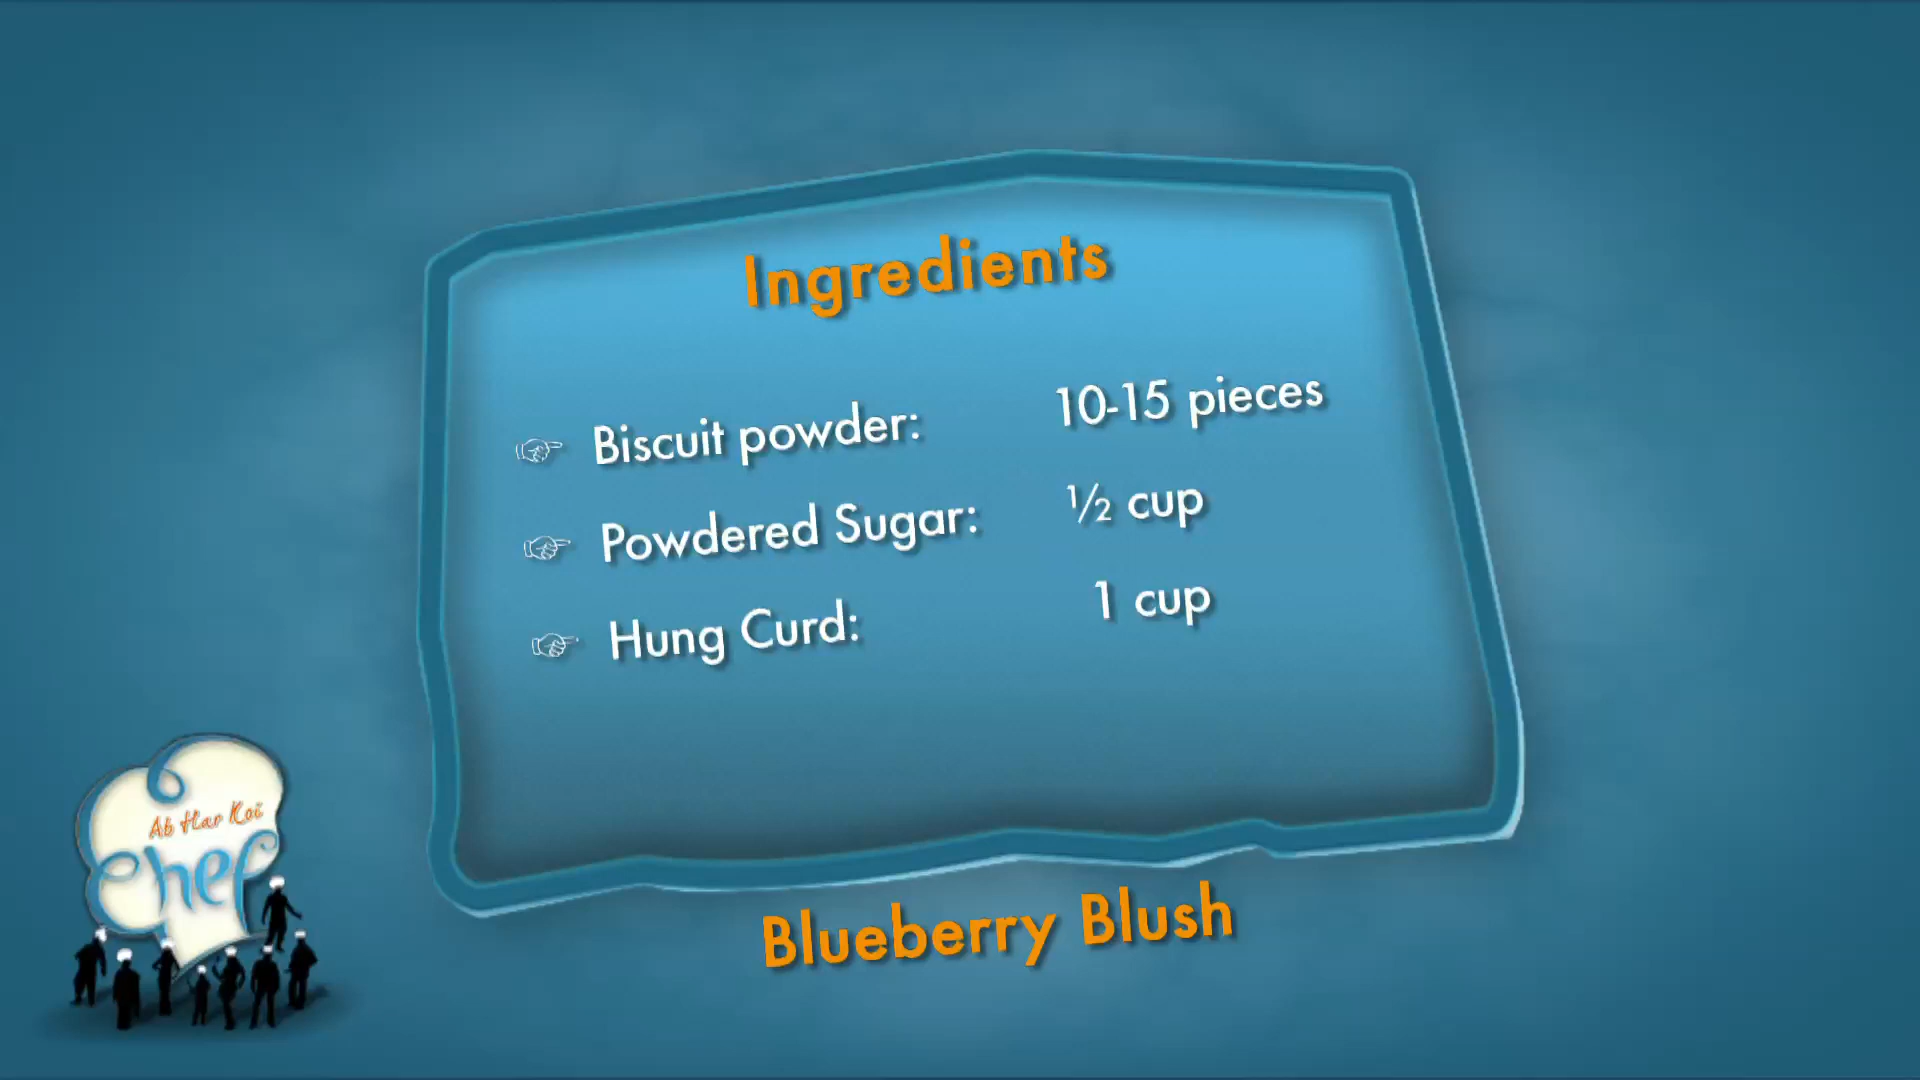 Ingredients
Biscuit powder: 10-15 pieces
Powdered Sugar: ½ cup
Hung Curd: 1 cup
Blueberry Blush
Ab Har Koi
Chef